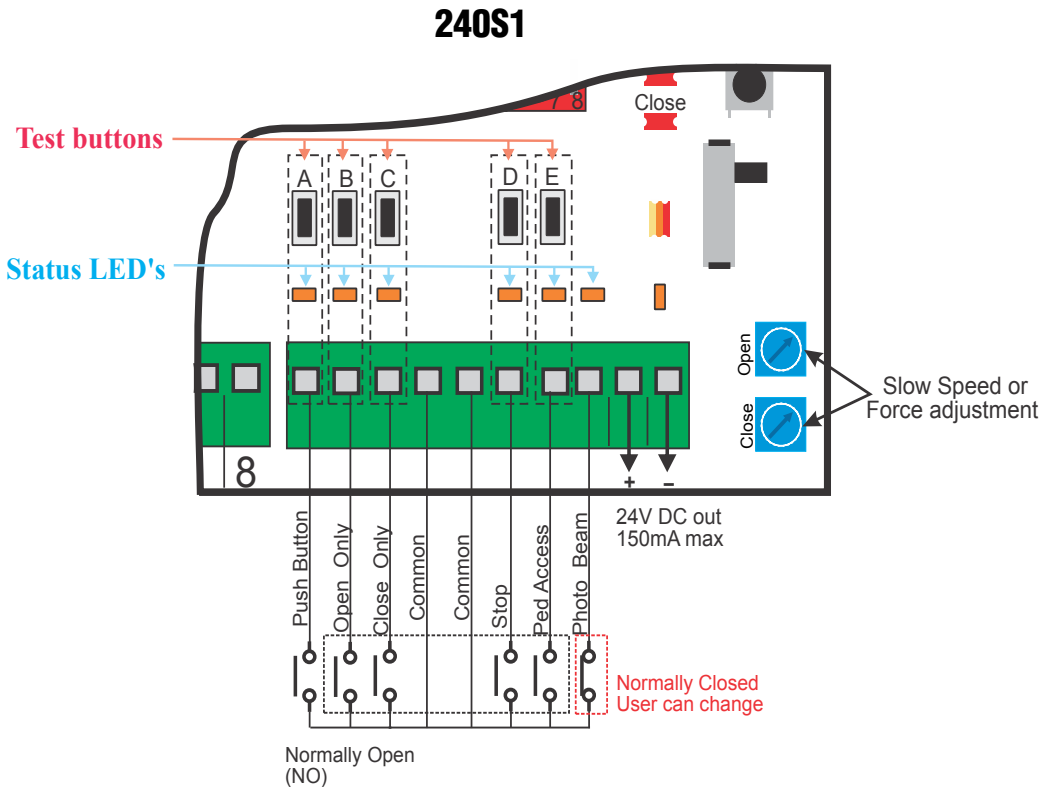 240S1
7 8
Close
Test buttons
A B C D E
Status LED's
Open
Close
Slow Speed or
Force adjustment
8
+ –
24V DC out
150mA max
Push Button
Open Only
Close Only
Common
Common
Stop
Ped Access
Photo Beam
Normally Closed
User can change
Normally Open
(NO)